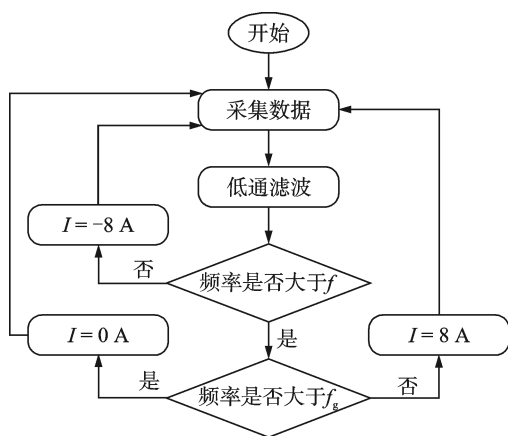 开始
采集数据
低通滤波
I = -8 A
否
频率是否大于f
I = 0 A
是
I = 8 A
是
频率是否大于fg
否